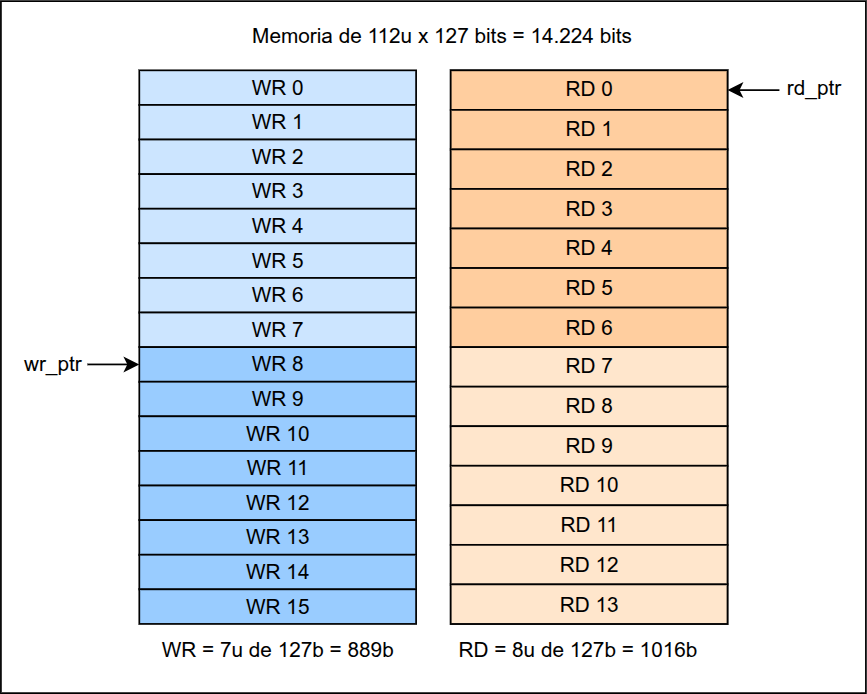 Memoria de 112u x 127 bits = 14.224 bits
WR 0
WR 1
WR 2
WR 3
WR 4
WR 5
WR 6
WR 7
wr_ptr
WR 8
WR 9
WR 10
WR 11
WR 12
WR 13
WR 14
WR 15
WR = 7u de 127b = 889b
RD 0
rd_ptr
RD 1
RD 2
RD 3
RD 4
RD 5
RD 6
RD 7
RD 8
RD 9
RD 10
RD 11
RD 12
RD 13
RD = 8u de 127b = 1016b